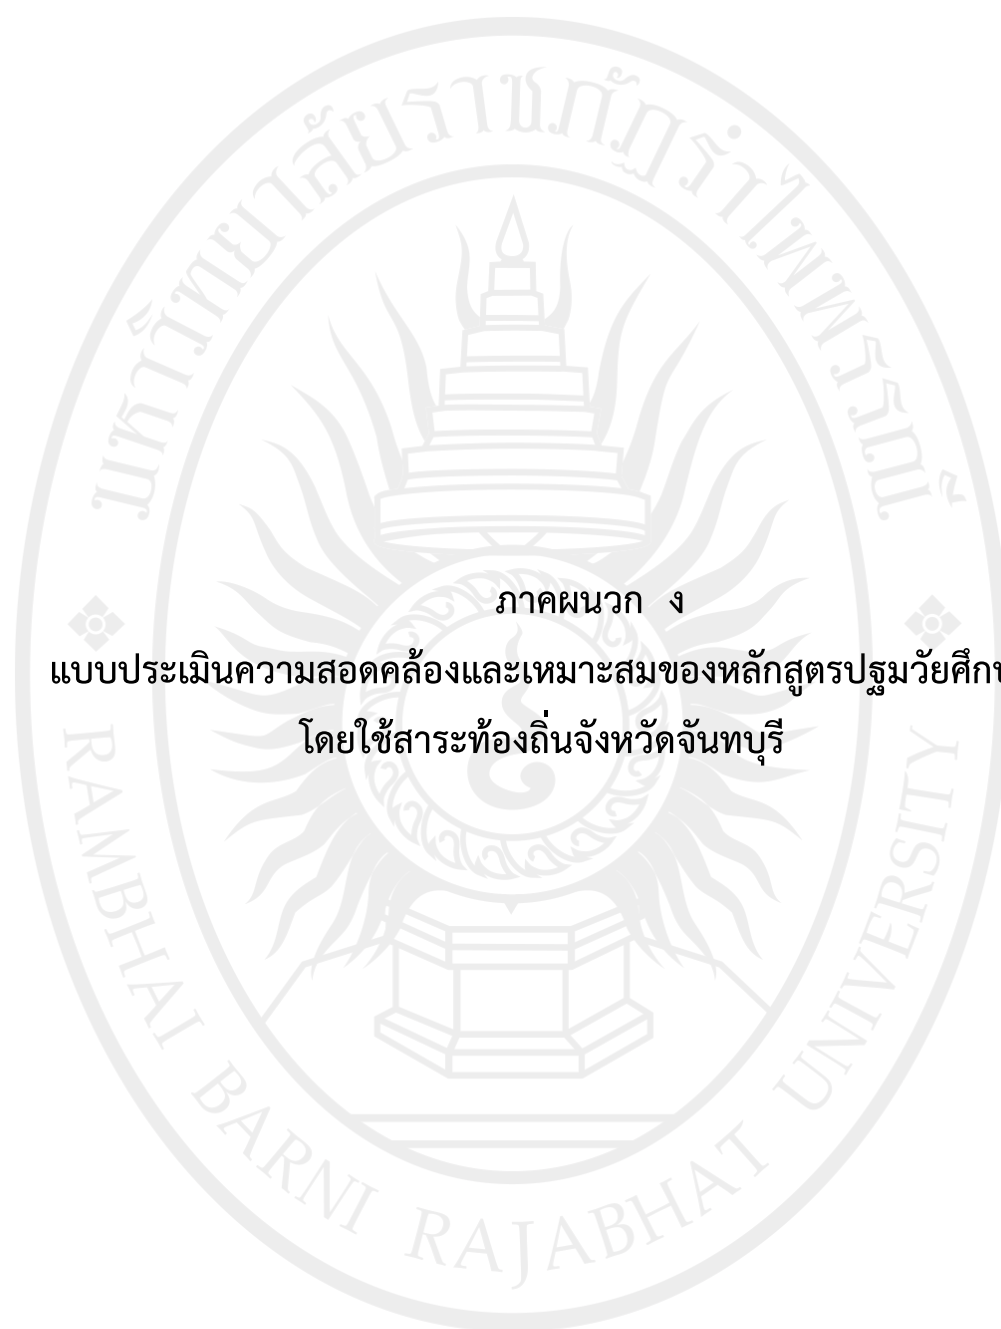 มหาวิทยาลัยราชภัฏรำไพพรรณี
ภาคผนวก ง
แบบประเมินความสอดคล้องและเหมาะสมของหลักสูตรปฐมวัยศึกษ
โดยใช้สาระท้องถิ่นจังหวัดจันทบุรี
RAMBHAI BARNI RAJABHAT UNIVERSITY